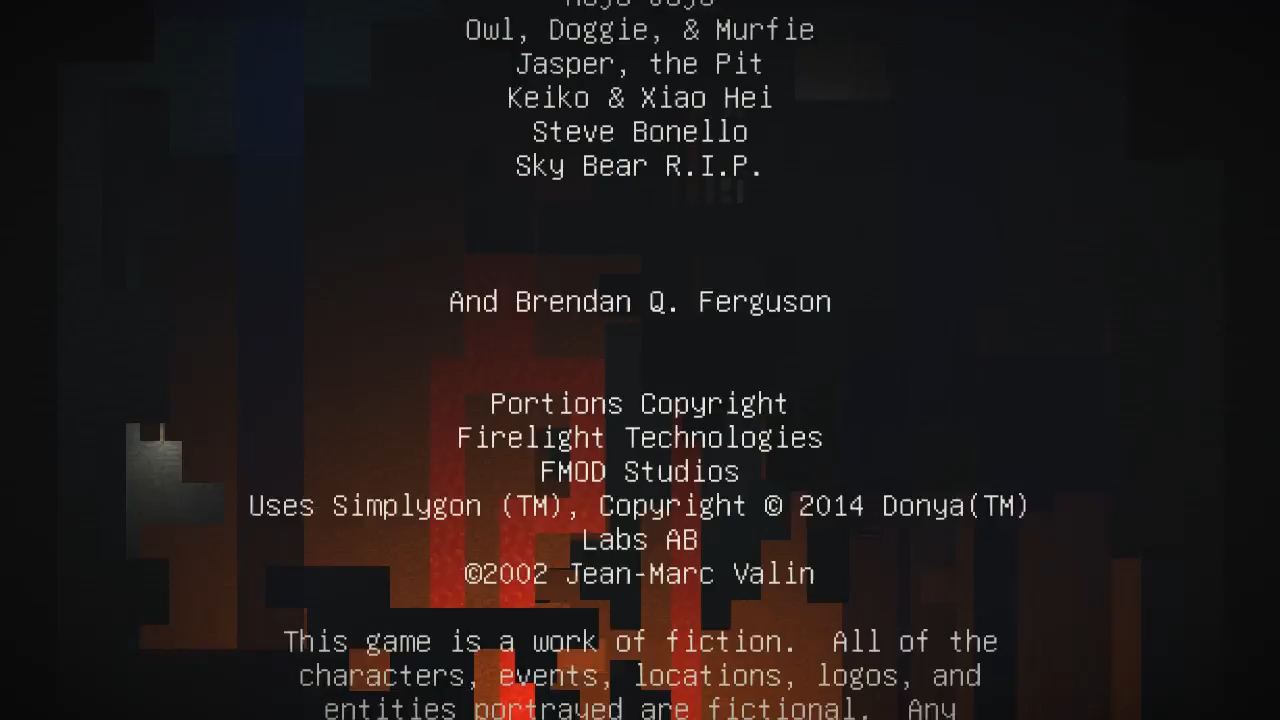 Owl, Doggie, & Murfie
Jasper, the Pit
Keiko & Xiao Hei
Steve Bonello
Sky Bear R.I.P.
And Brendan Q. Ferguson
Portions Copyright
Firelight Technologies
FMOD Studios
Uses Simplygon (TM), Copyright © 2014 Donya(TM)
Labs AB
©2002 Jean-Marc Valin
This game is a work of fiction.  All of the
characters, events, locations, logos, and
entities portrayed are fictional.  Any